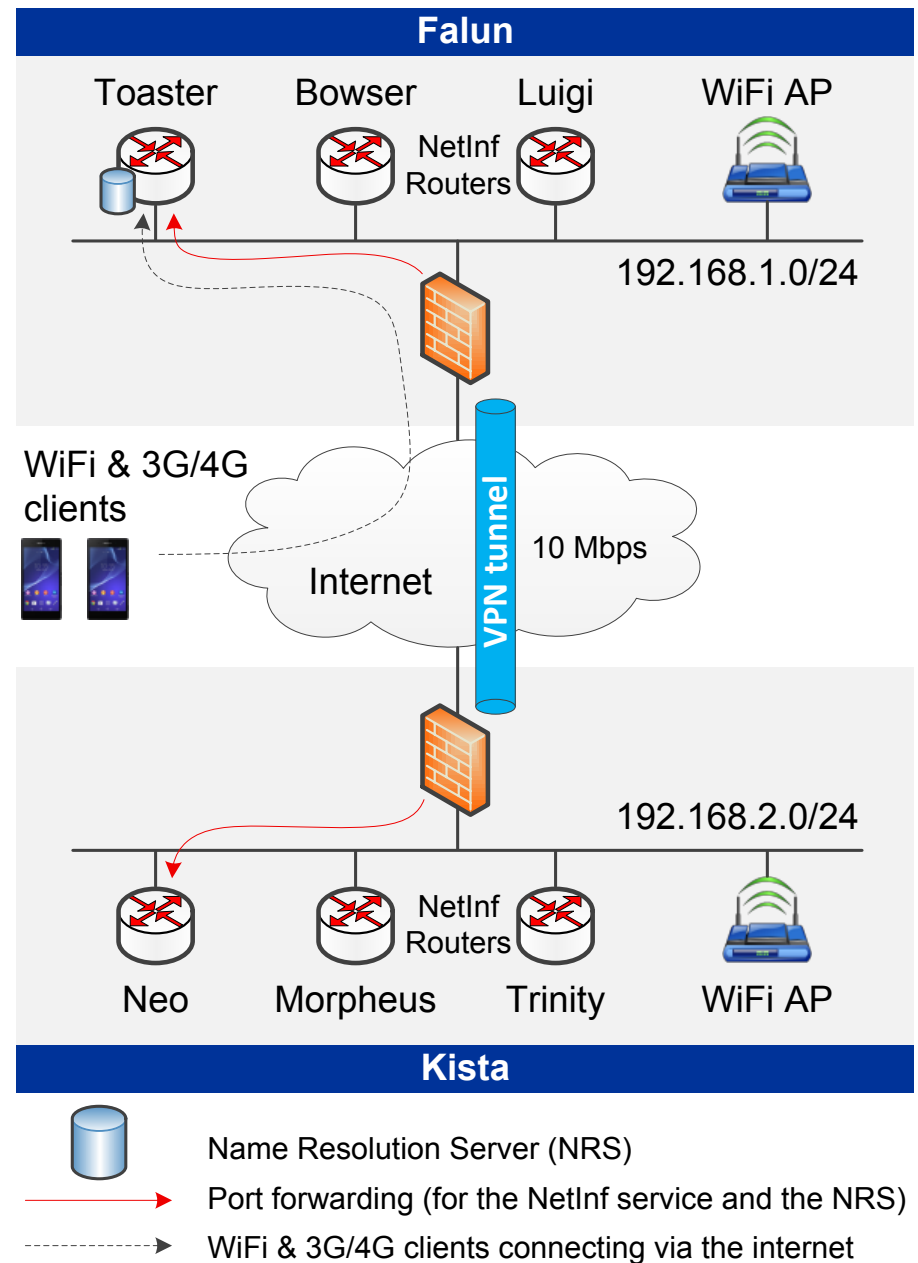 Falun
Toaster
Bowser
Luigi
WiFi AP
NetInf
Routers
192.168.1.0/24
WiFi & 3G/4G
clients
VPN tunnel
10 Mbps
Internet
192.168.2.0/24
NetInf
Routers
Neo
Morpheus
Trinity
WiFi AP
Kista
Name Resolution Server (NRS)
Port forwarding (for the NetInf service and the NRS)
WiFi & 3G/4G clients connecting via the internet